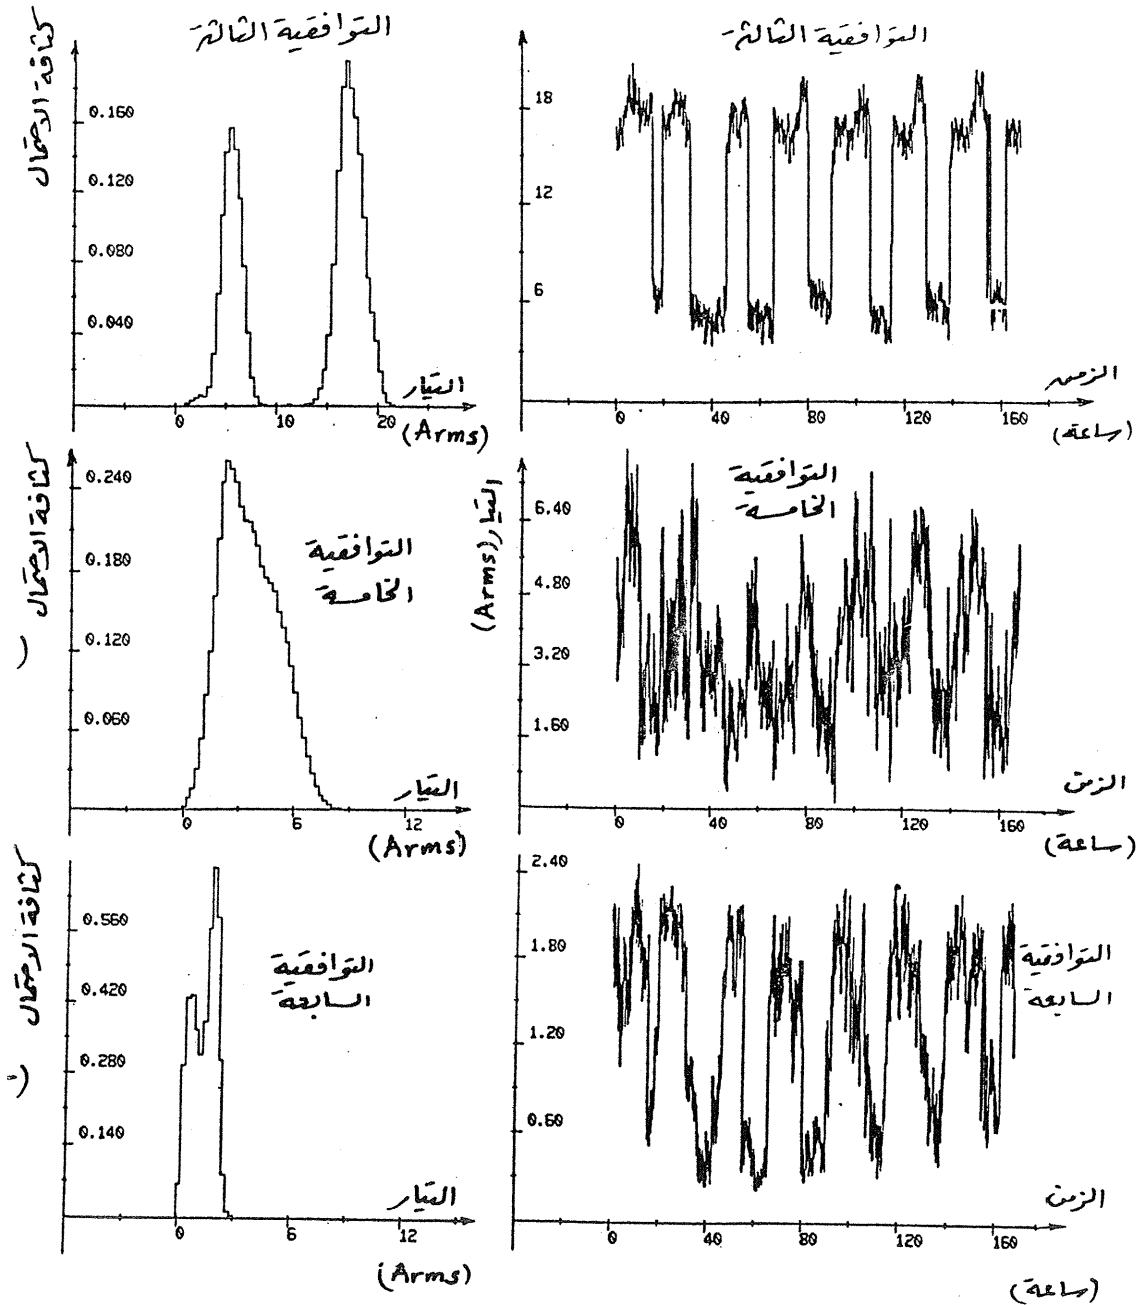 التوافقية الثالثة
كثافة الاحتمال
0.160
0.120
0.080
0.040
0 10 20
التيار
(Arms)
التوافقية الثالثة
18
12
6
0 40 80 120 160
الزمن
(ساعة)
كثافة الاحتمال
0.240
0.180
0.120
0.060
التوافقية
الخامسة
0 6 12
التيار
(Arms)
التوافقية
الخامسة
التيار (Arms)
6.40
4.80
3.20
1.60
0 40 80 120 160
الزمن
(ساعة)
كثافة الاحتمال
0.560
0.420
0.280
0.140
التوافقية
السابعة
0 6 12
التيار
(Arms)
2.40
1.80
1.20
0.60
التوافقية
السابعة
0 40 80 120 160
الزمن
(ساعة)